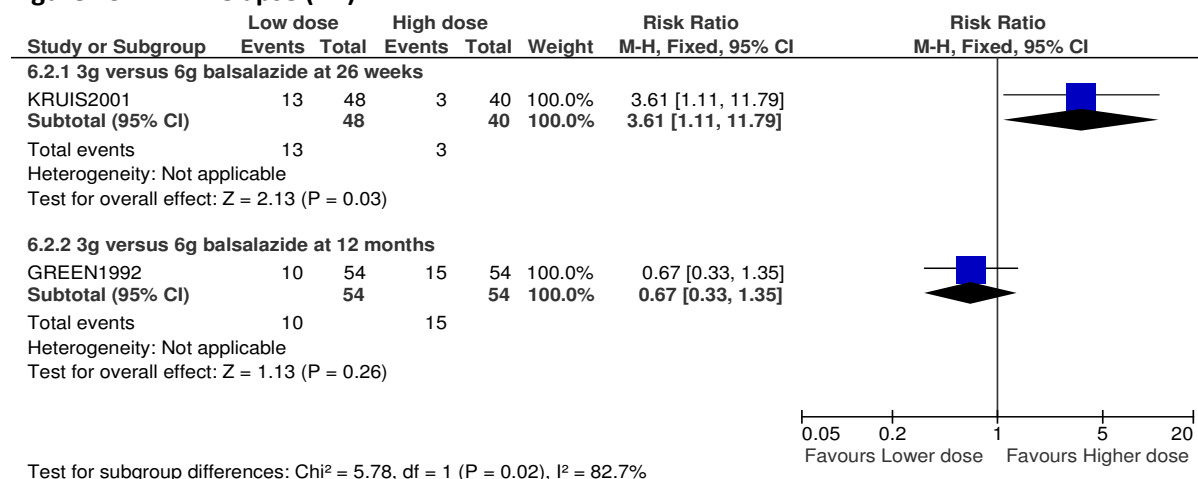 Low dose High dose Risk Ratio Risk Ratio
Study or Subgroup Events Total Events Total Weight M-H, Fixed, 95% CI M-H, Fixed, 95% CI
6.2.1 3g versus 6g balsalazide at 26 weeks
KRUIS2001 13 48 3 40 100.0% 3.61 [1.11, 11.79]
Subtotal (95% CI) 48 40 100.0% 3.61 [1.11, 11.79]
Total events 13 3
Heterogeneity: Not applicable
Test for overall effect: Z = 2.13 (P = 0.03)
6.2.2 3g versus 6g balsalazide at 12 months
GREEN1992 10 54 15 54 100.0% 0.67 [0.33, 1.35]
Subtotal (95% CI) 54 54 100.0% 0.67 [0.33, 1.35]
Total events 10 15
Heterogeneity: Not applicable
Test for overall effect: Z = 1.13 (P = 0.26)
0.05 0.2 1 5 20
Favours Lower dose Favours Higher dose
Test for subgroup differences: Chi² = 5.78, df = 1 (P = 0.02), I² = 82.7%